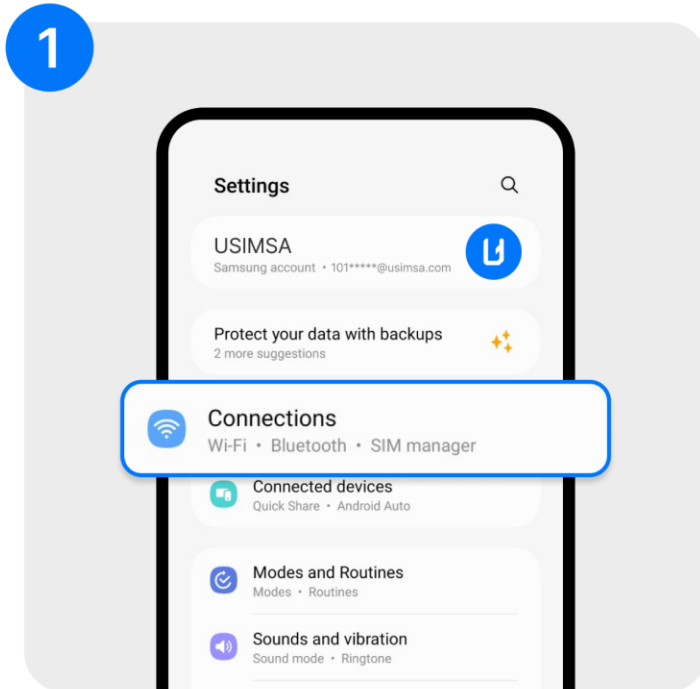 1
Settings
USIMSA
Samsung account • 101*****@usimsa.com
Protect your data with backups
2 more suggestions
Connections
Wi-Fi • Bluetooth • SIM manager
Connected devices
Quick Share • Android Auto
Modes and Routines
Modes • Routines
Sounds and vibration
Sound mode • Ringtone